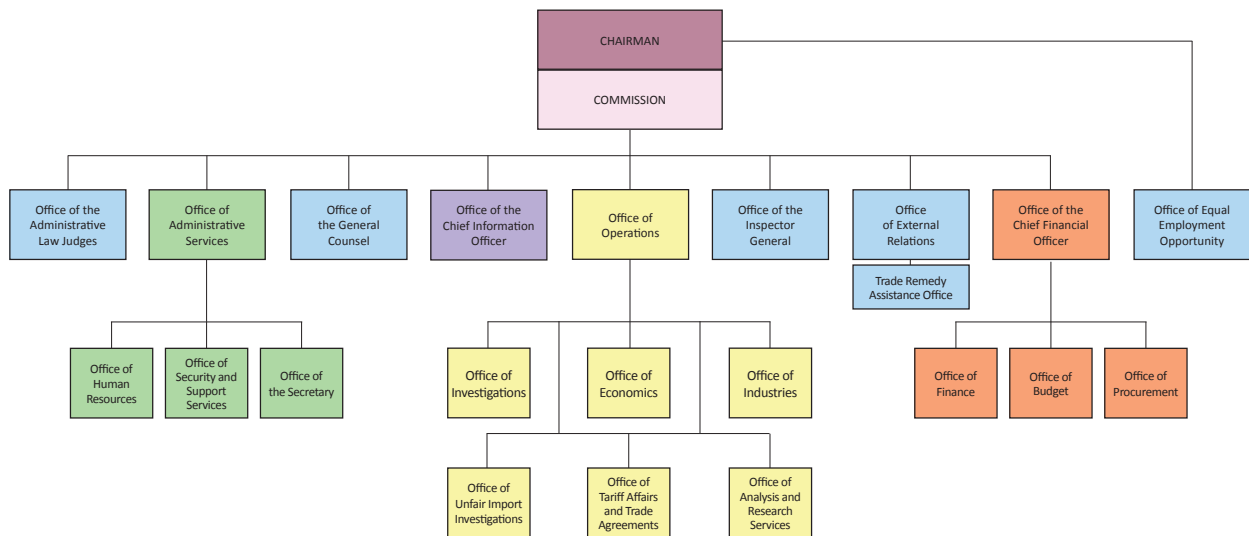 CHAIRMAN
COMMISSION
Office of the
Administrative
Law Judges
Office of
Administrative
Services
Office of
the General
Counsel
Office of the
Chief Information
Officer
Office of
Operations
Office of the
Inspector
General
Office
of External
Relations
Office of the
Chief Financial
Officer
Office of Equal
Employment
Opportunity
Trade Remedy
Assistance Office
Office of
Human
Resources
Office of
Security and
Support
Services
Office of
the Secretary
Office of
Investigations
Office of
Economics
Office of
Industries
Office of
Finance
Office of
Budget
Office of
Procurement
Office of
Unfair Import
Investigations
Office of
Tariff Affairs
and Trade
Agreements
Office of
Analysis and
Research
Services